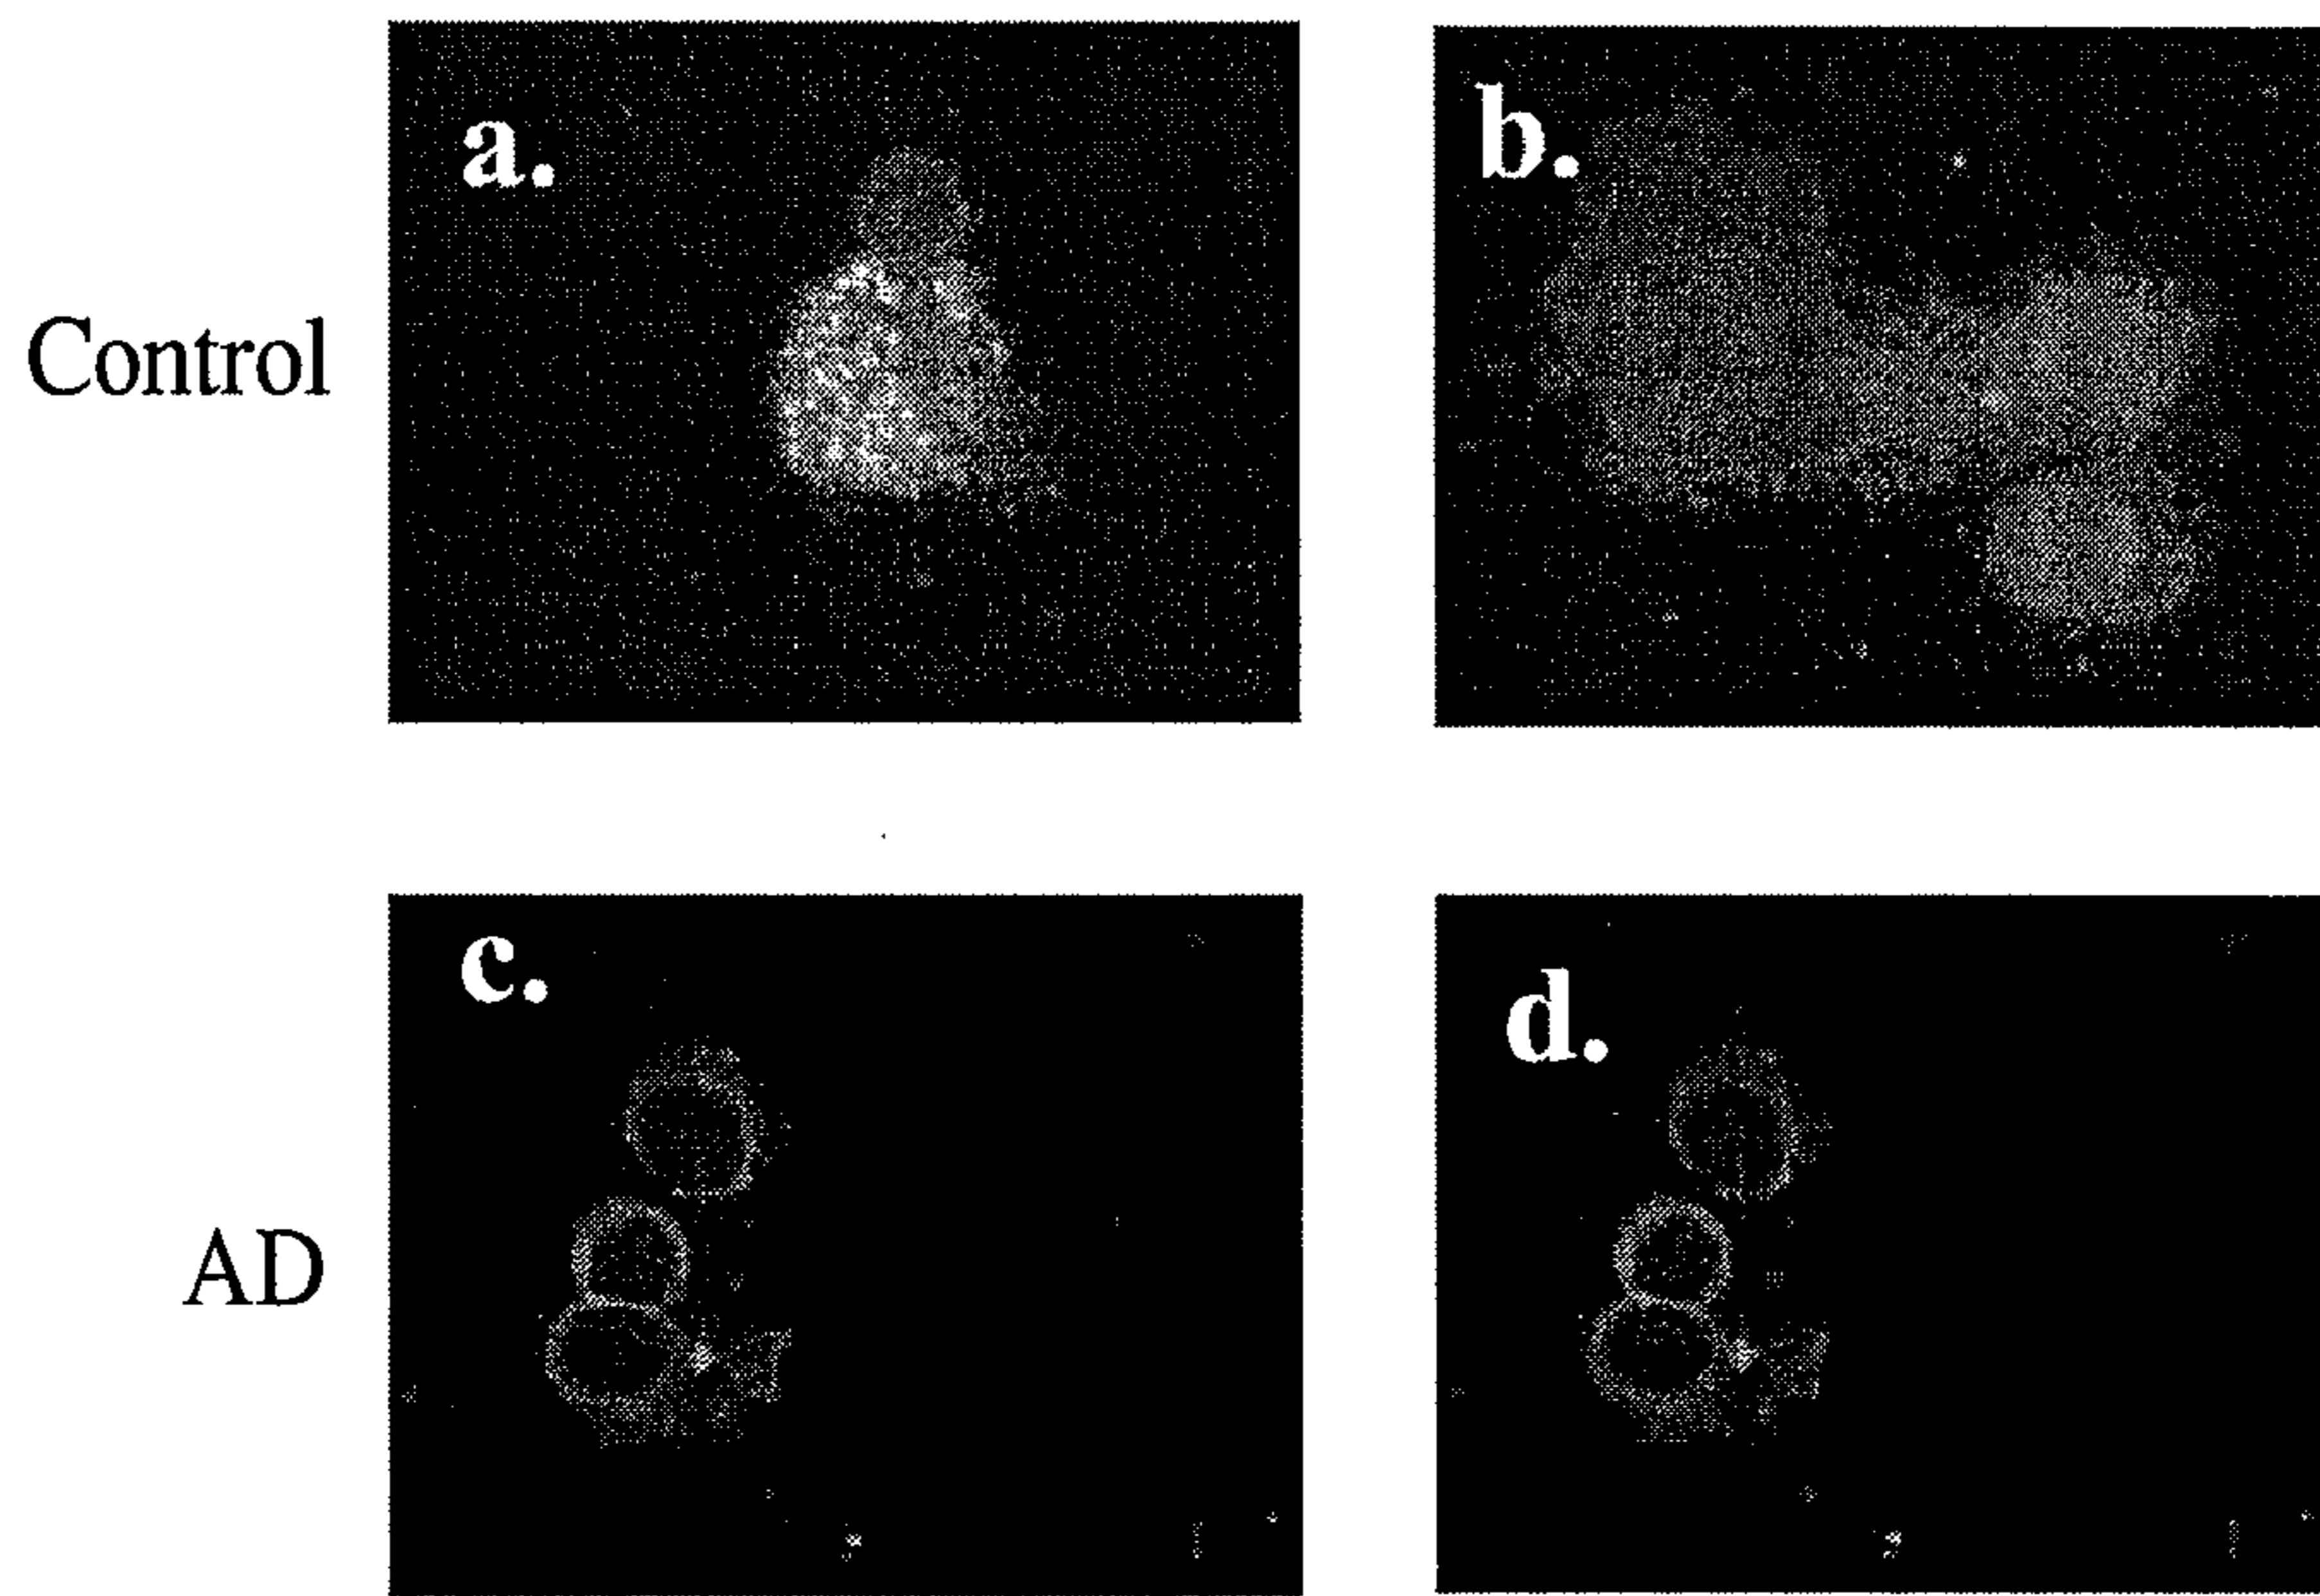 a.
b.
Control
c.
d.
AD